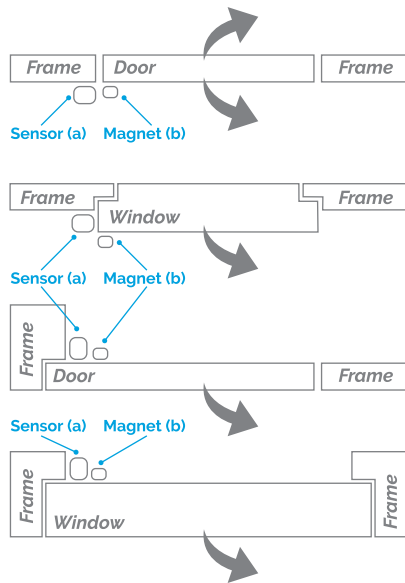 Frame Door Frame
Sensor (a) Magnet (b)
Frame Frame
Window
Sensor (a) Magnet (b)
Frame
Door Frame
Sensor (a) Magnet (b)
Frame Frame
Window